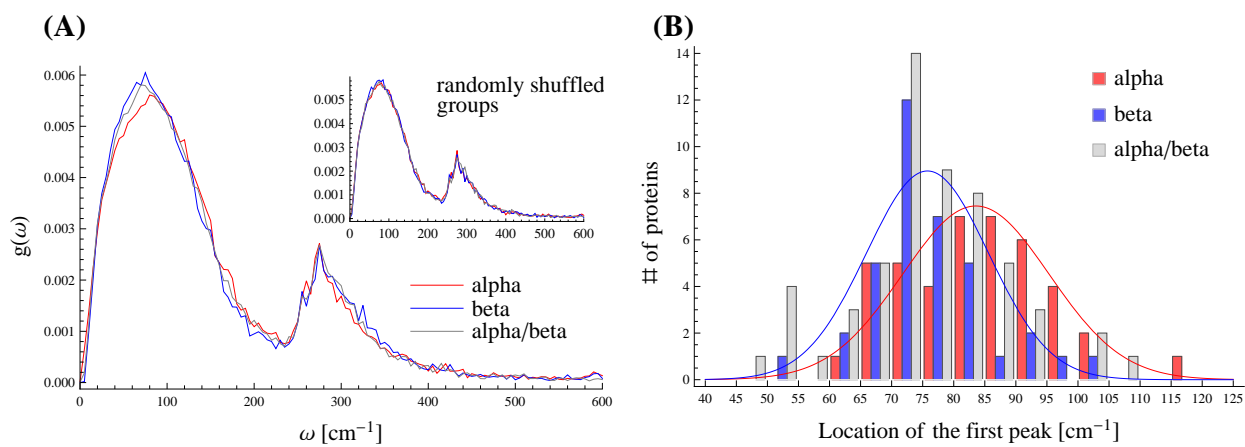 (A)
0.006
0.005
0.004
0.003
0.002
0.001
0.000
g(ω)
0 100 200 300 400 500 600
ω [cm⁻¹]
randomly shuffled
groups
0.005
0.004
0.003
0.002
0.001
0.000
0 100 200 300 400 500 600
alpha
beta
alpha/beta
(B)
14
12
10
8
6
4
2
0
# of proteins
40 45 50 55 60 65 70 75 80 85 90 95 100 105 110 115 125
Location of the first peak [cm⁻¹]
alpha
beta
alpha/beta